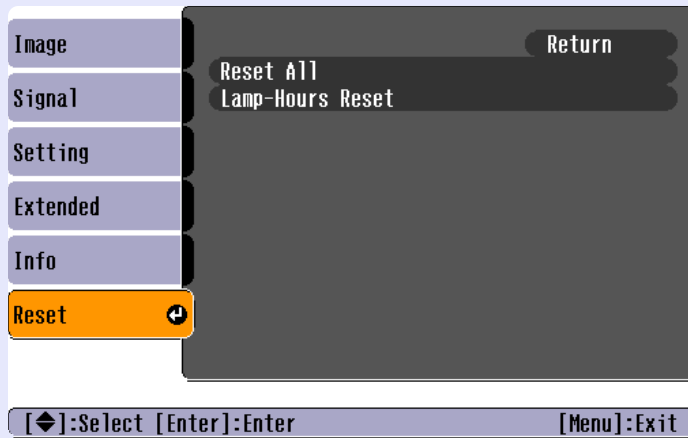 Image
Signal
Setting
Extended
Info
Reset
Return
Reset All
Lamp-Hours Reset
[◆]:Select [Enter]:Enter [Menu]:Exit